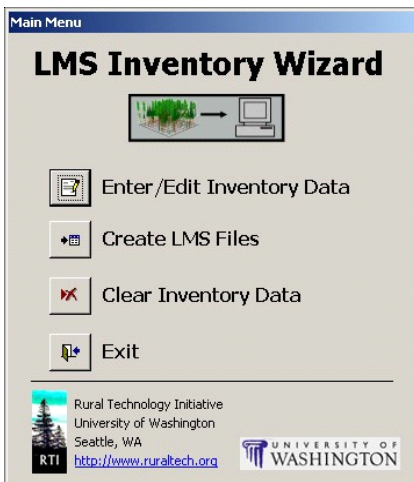 Main Menu
LMS Inventory Wizard
Enter/Edit Inventory Data
Create LMS Files
Clear Inventory Data
Exit
Rural Technology Initiative
University of Washington
Seattle, WA
http://www.ruraltech.org
RTI
UNIVERSITY OF
WASHINGTON